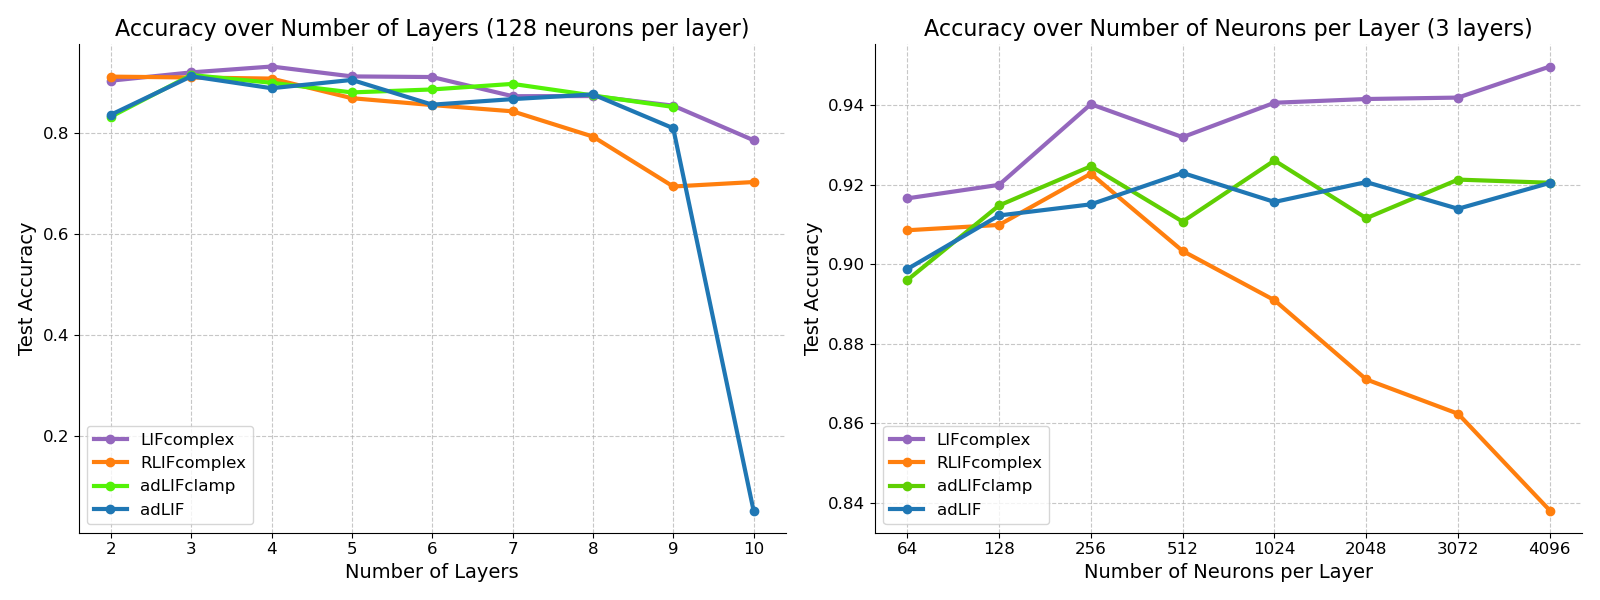 Accuracy over Number of Layers (128 neurons per layer)
Test Accuracy
0.8
0.6
0.4
0.2
LIFcomplex
RLIFcomplex
adLIFclamp
adLIF
2 3 4 5 6 7 8 9 10
Number of Layers
Accuracy over Number of Neurons per Layer (3 layers)
Test Accuracy
0.94
0.92
0.90
0.88
0.86
0.84
LIFcomplex
RLIFcomplex
adLIFclamp
adLIF
64 128 256 512 1024 2048 3072 4096
Number of Neurons per Layer